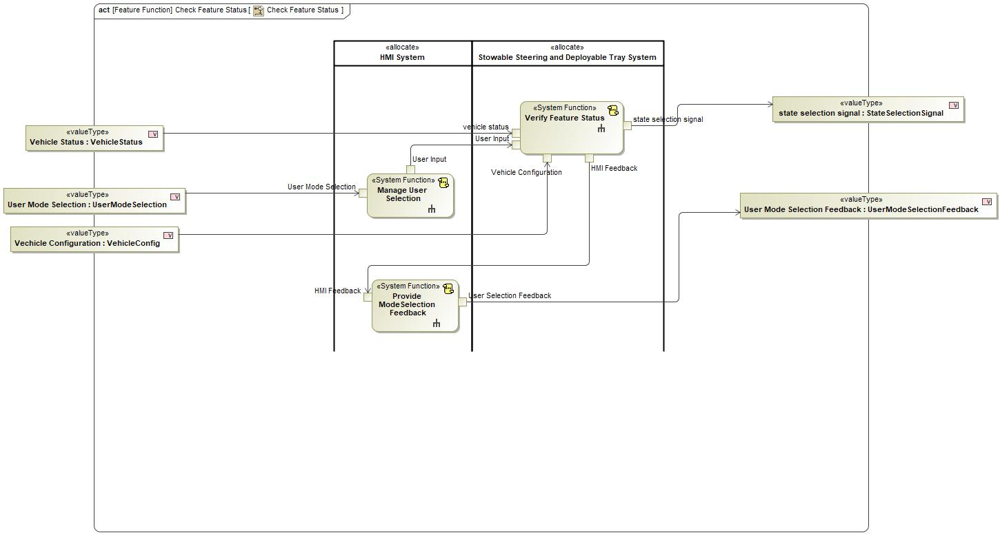 act [Feature Function] Check Feature Status [ Check Feature Status ]
«allocate»
HMI System
«allocate»
Stowable Steering and Deployable Tray System
«valueType»
Vehicle Status : VehicleStatus
V
vehicle status
User Input
«System Function»
Verify Feature Status
state selection signal
«valueType»
state selection signal : StateSelectionSignal
V
User Input
Vehicle Configuration
HMI Feedback
«valueType»
User Mode Selection : UserModeSelection
V
User Mode Selection
«System Function»
Manage User
Selection
«valueType»
User Mode Selection Feedback : UserModeSelectionFeedback
V
«valueType»
Vechicle Configuration : VehicleConfig
V
HMI Feedback
«System Function»
Provide
ModeSelection
Feedback
User Selection Feedback